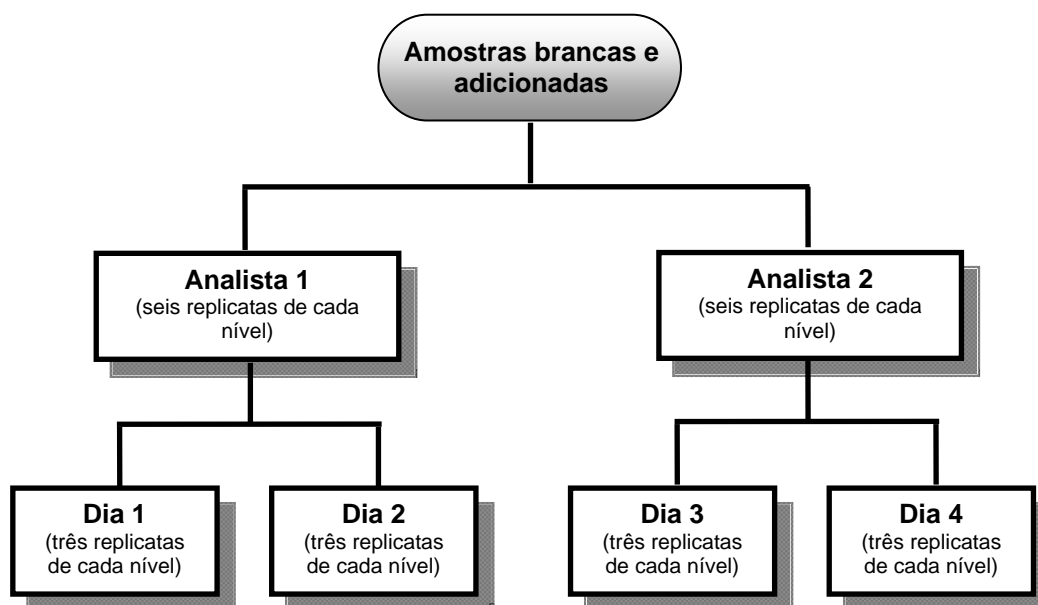 Amostras brancas e
adicionadas
Analista 1
(seis replicatas de cada
nível)
Analista 2
(seis replicatas de cada
nível)
Dia 1
(três replicatas
de cada nível)
Dia 2
(três replicatas
de cada nível)
Dia 3
(três replicatas
de cada nível)
Dia 4
(três replicatas
de cada nível)